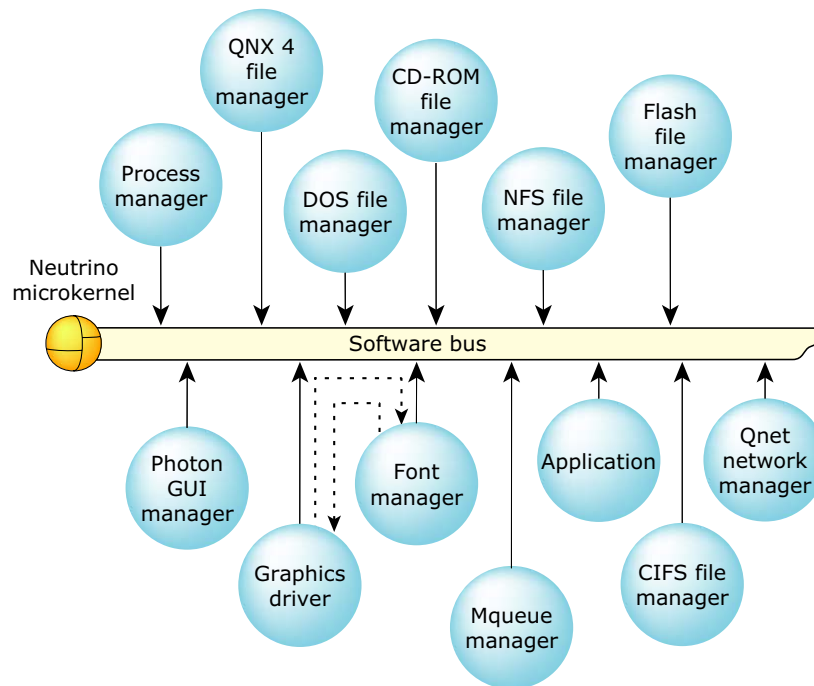 QNX 4
file
manager
CD-ROM
file
manager
Flash
file
manager
Process
manager
DOS file
manager
NFS file
manager
Neutrino
microkernel
Software bus
Photon
GUI
manager
Font
manager
Application
Qnet
network
manager
Graphics
driver
Mqueue
manager
CIFS file
manager